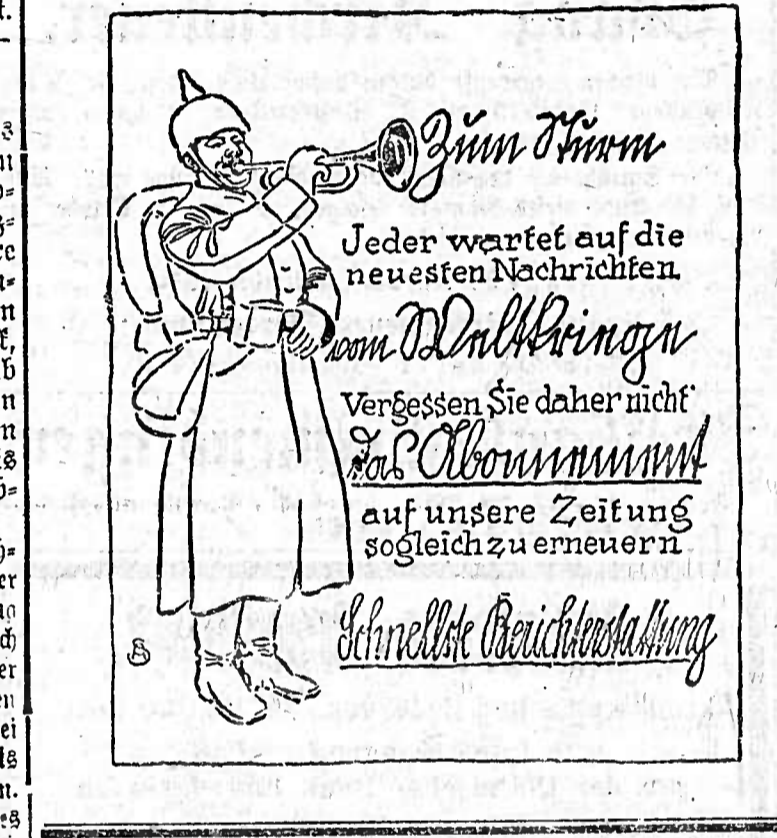 Zum Sturm
Jeder wartet auf die
neuesten Nachrichten
vom Weltkriege
Vergessen Sie daher nicht
das Abonnement
auf unsere Zeitung
sogleich zu erneuern
Schnellste Berichterstattung